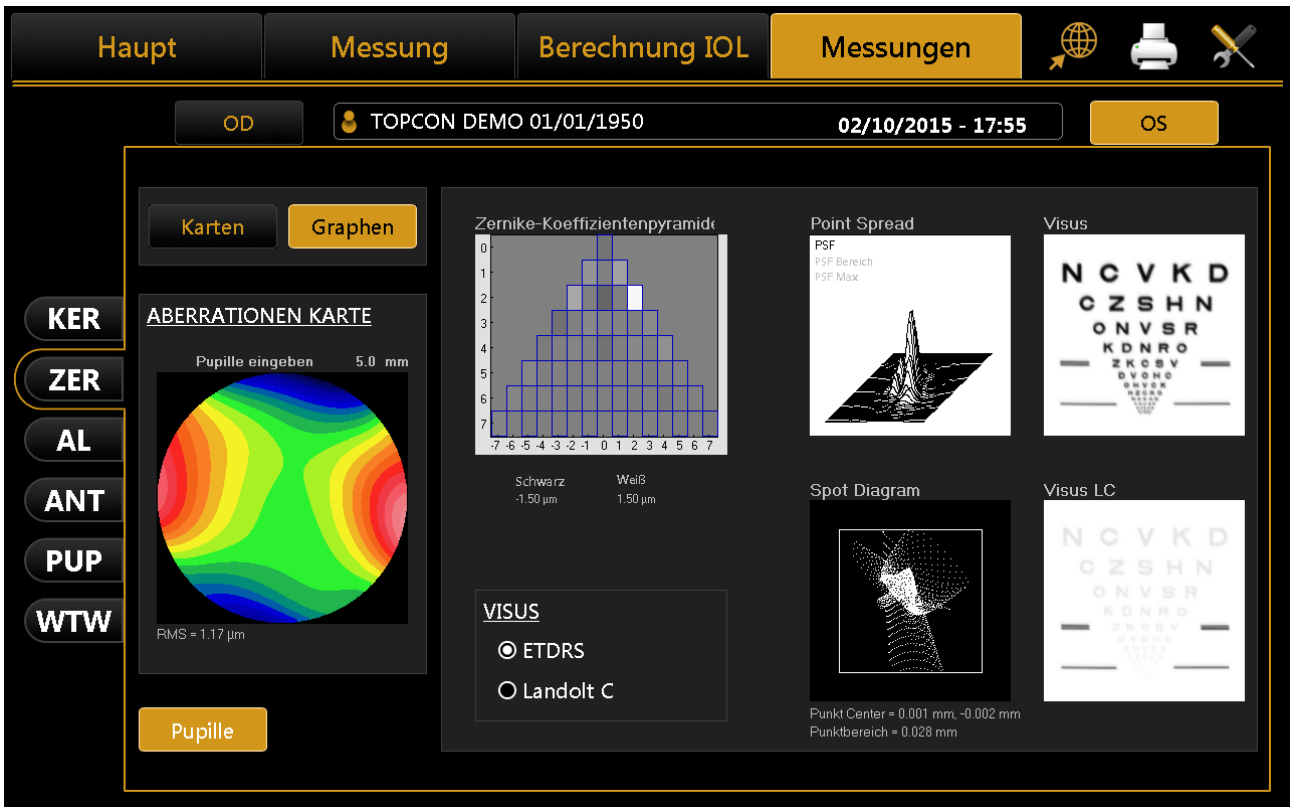 Haupt
Messung
Berechnung IOL
Messungen
OD
TOPCON DEMO 01/01/1950
02/10/2015 - 17:55
OS
Karten
Graphen
KER
ZER
AL
ANT
PUP
WTW
ABERRATIONEN KARTE
Pupille eingeben 5.0 mm
RMS = 1.17 µm
Pupille
Zernike-Koeffizientenpyramide
0
1
2
3
4
5
6
7
-7 -6 -5 -4 -3 -2 -1 0 1 2 3 4 5 6 7
Schwarz Weiß
-1.50 µm 1.50 µm
VISUS
ETDRS
Landolt C
Point Spread
PSF
PSF Bereich
PSF Max
Visus
N C V K D
C Z S H N
O N V S R
K D N R O
Z K C S V
D V O H C
O H V C K
Spot Diagram
Punkt Center = 0.001 mm, -0.002 mm
Punktbereich = 0.028 mm
Visus LC
N C V K D
C Z S H N
O N V S R
K D N R O
Z K C S V